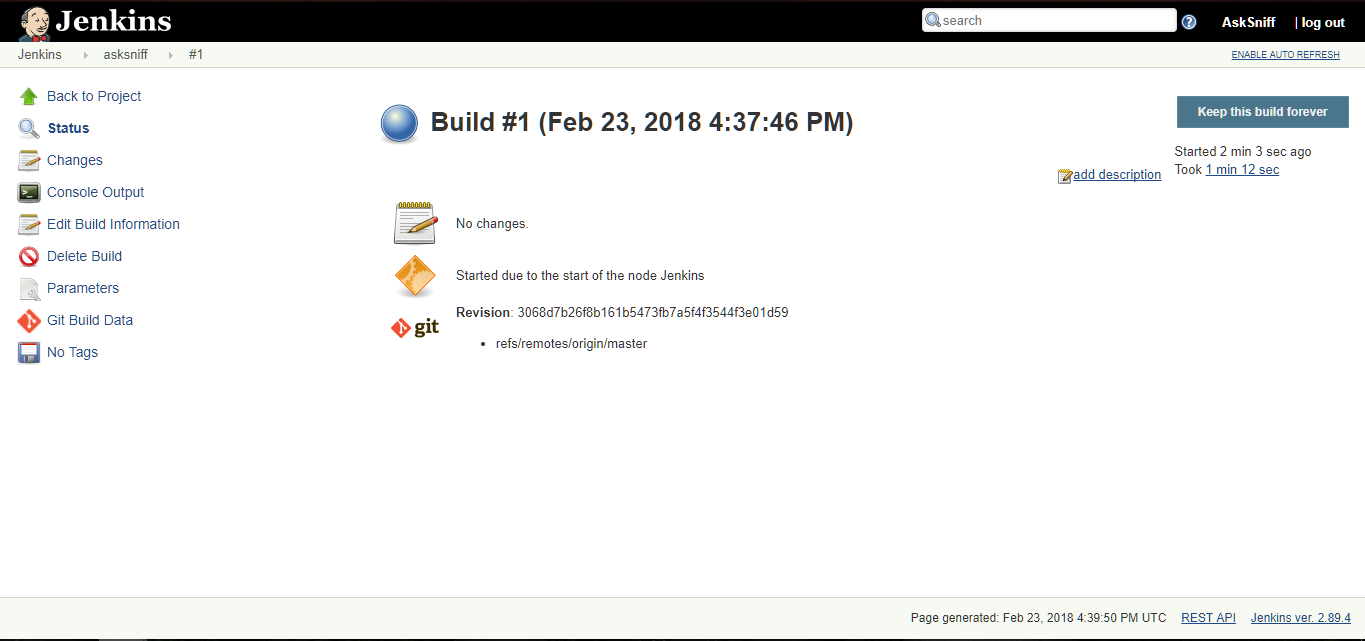 Jenkins
search
AskSniff | log out
Jenkins asksniff #1
ENABLE AUTO REFRESH
Back to Project
Status
Changes
Console Output
Edit Build Information
Delete Build
Parameters
Git Build Data
No Tags
Build #1 (Feb 23, 2018 4:37:46 PM)
Keep this build forever
Started 2 min 3 sec ago
Took 1 min 12 sec
add description
No changes.
Started due to the start of the node Jenkins
git
Revision: 3068d7b26f8b161b5473fb7a5f4f3544f3e01d59
refs/remotes/origin/master
Page generated: Feb 23, 2018 4:39:50 PM UTC REST API Jenkins ver. 2.89.4